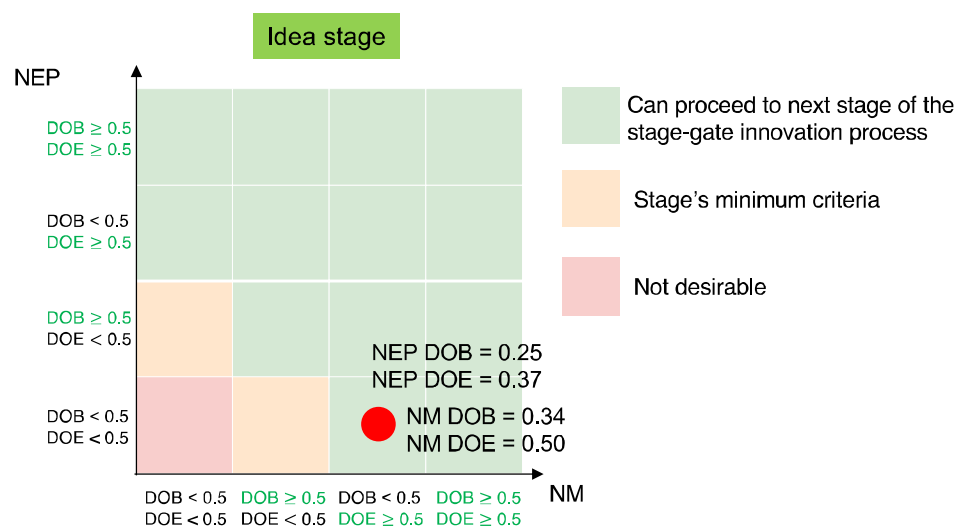 Idea stage
NEP
DOB ≥ 0.5
DOE ≥ 0.5
DOB < 0.5
DOE ≥ 0.5
DOB ≥ 0.5
DOE < 0.5
DOB < 0.5
DOE < 0.5
NEP DOB = 0.25
NEP DOE = 0.37
NM DOB = 0.34
NM DOE = 0.50
DOB < 0.5
DOE < 0.5
DOB ≥ 0.5
DOE < 0.5
DOB < 0.5
DOE ≥ 0.5
DOB ≥ 0.5
DOE ≥ 0.5
NM
Can proceed to next stage of the
stage-gate innovation process
Stage's minimum criteria
Not desirable